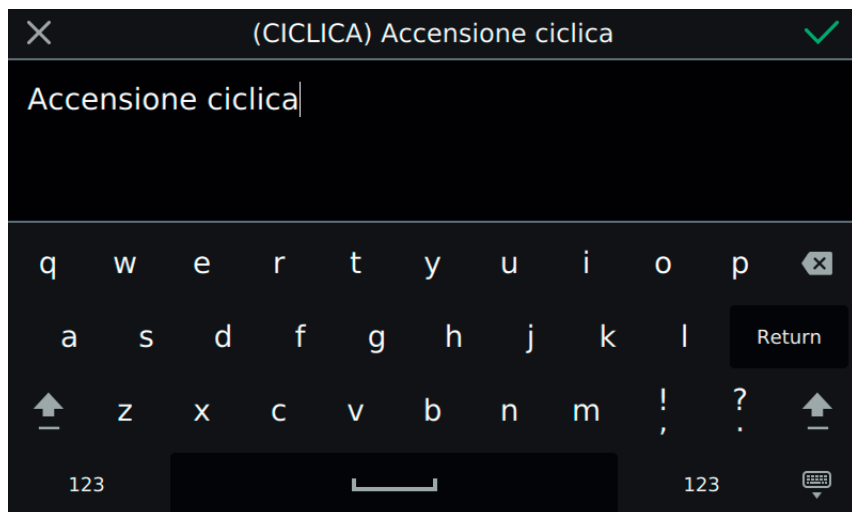 (CICLICA) Accensione ciclica
Accensione ciclica
q w e r t y u i o p
a s d f g h j k l Return
z x c v b n m ! , ? .
123 123